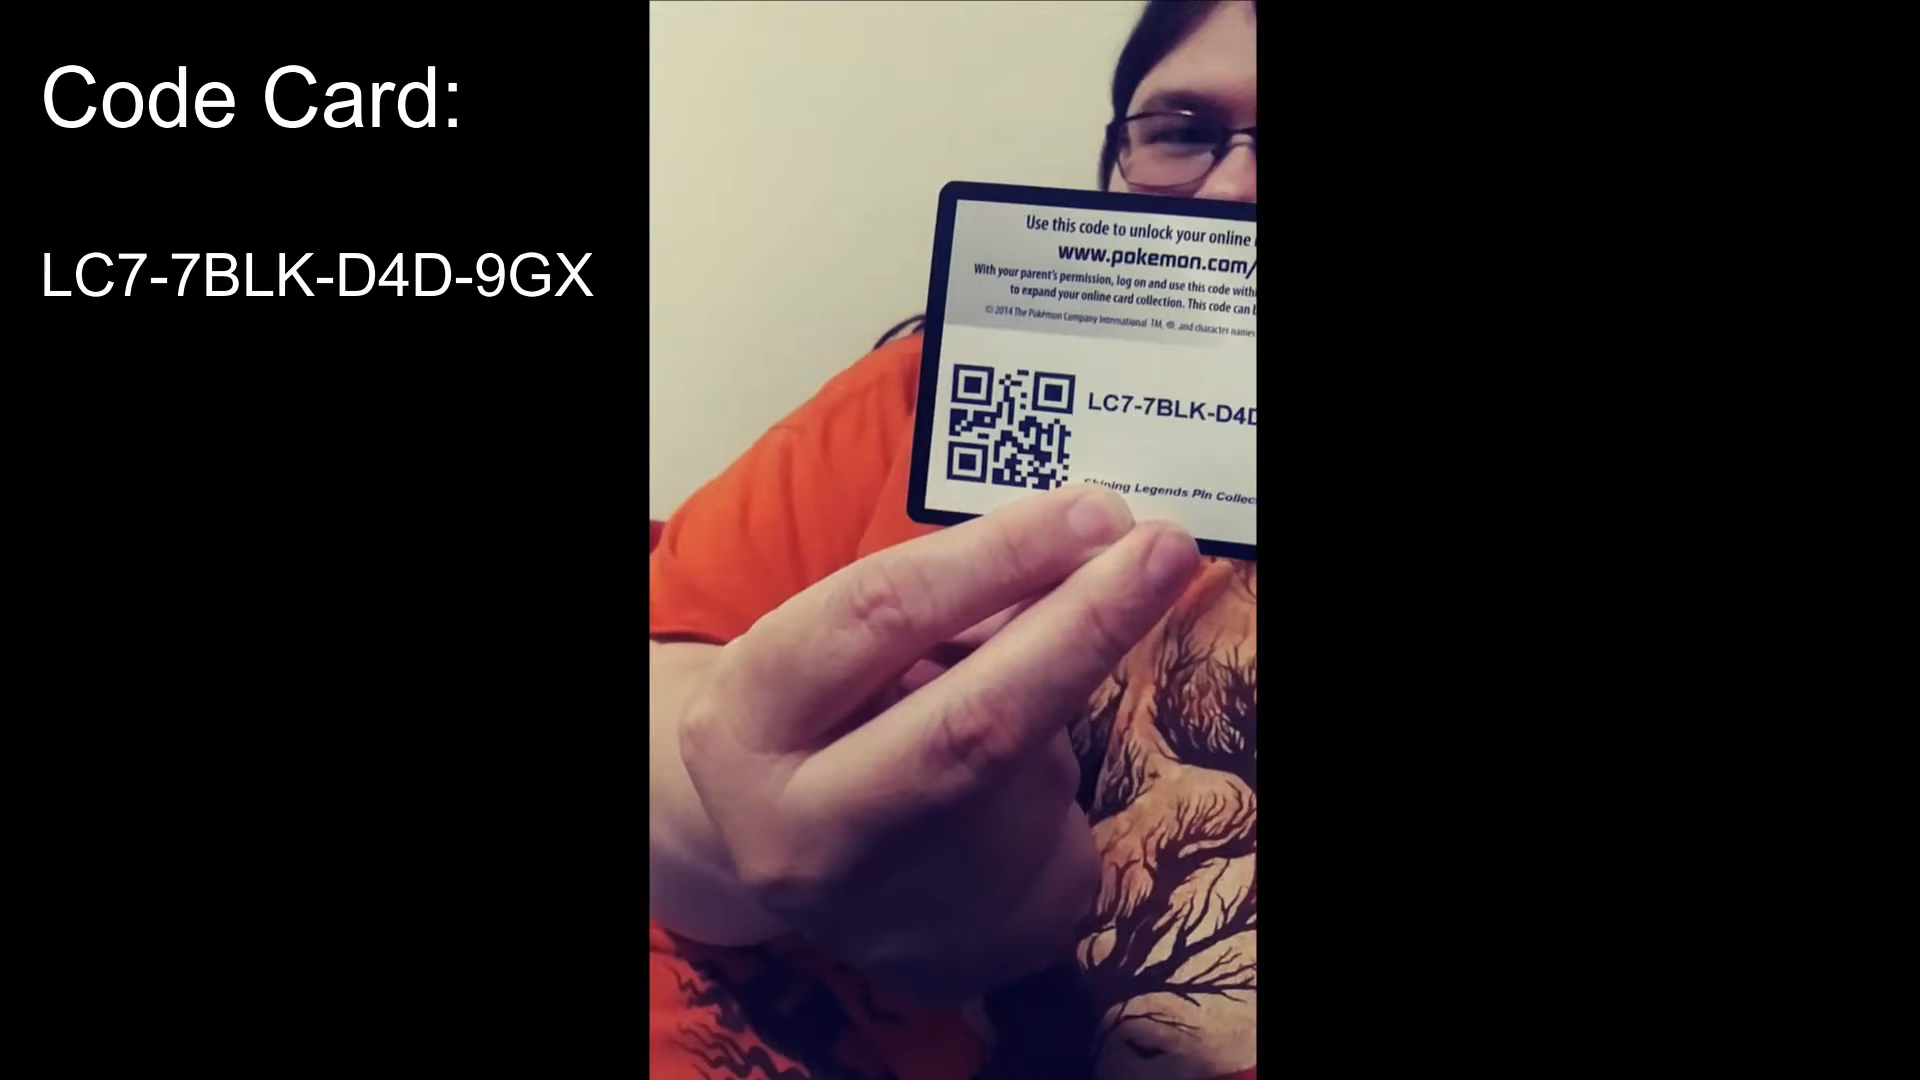 Code Card:
LC7-7BLK-D4D-9GX
Use this code to unlock your online
www.pokemon.com/
With your parent's permission, log on and use this code with
to expand your online card collection. This code can
© 2014 The Pokémon Company International. TM, ®, and character names
LC7-7BLK-D4D
Shining Legends Pin Collec